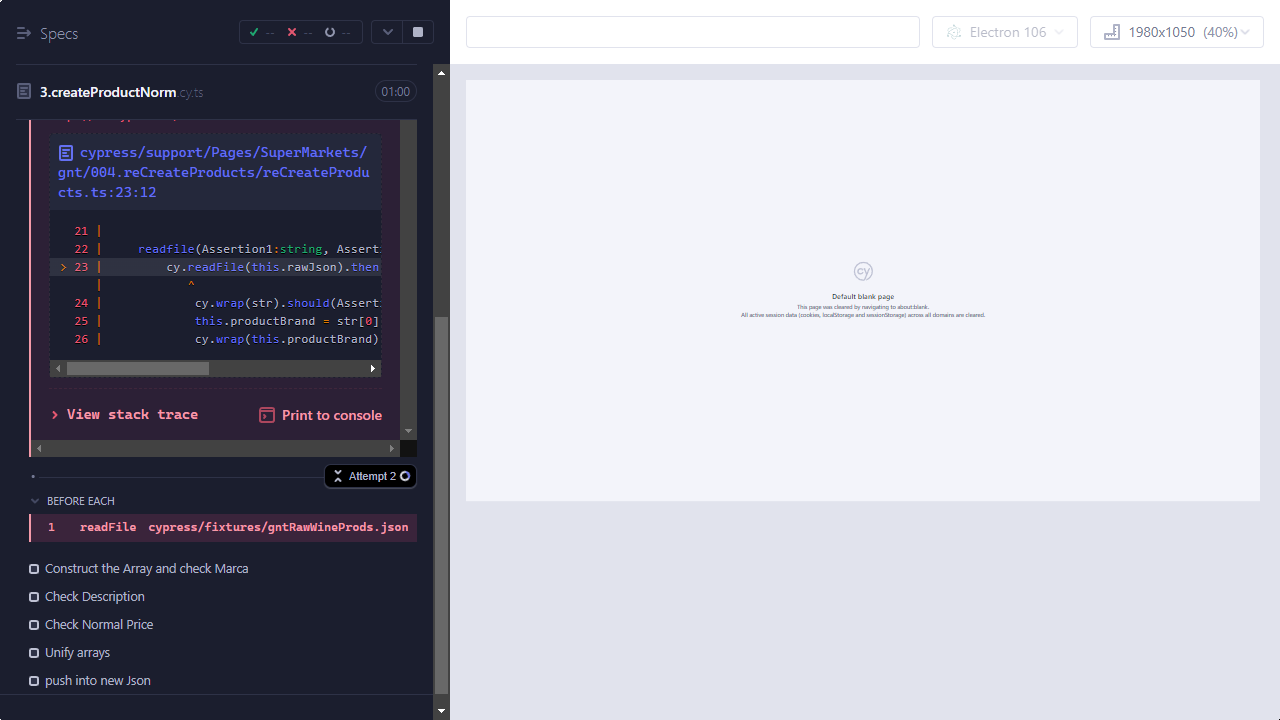 Specs
--
--
--
Electron 106
1980x1050 (40%)
3.createProductNorm.cy.ts
01:00
cypress/support/Pages/SuperMarkets/
gnt/004.reCreateProducts/reCreateProdu
cts.ts:23:12
21 |
22 | readfile(Assertion1:string, Asserti
> 23 | cy.readFile(this.rawJson).then
| ^
24 | cy.wrap(str).should(Asserti
25 | this.productBrand = str[0]
26 | cy.wrap(this.productBrand)
View stack trace
Print to console
Attempt 2
BEFORE EACH
1 readFile cypress/fixtures/gntRawWineProds.json
Construct the Array and check Marca
Check Description
Check Normal Price
Unify arrays
push into new Json
cy
Default blank page
This page was cleared by navigating to about:blank.
All active session data (cookies, localStorage and sessionStorage) across all domains are cleared.